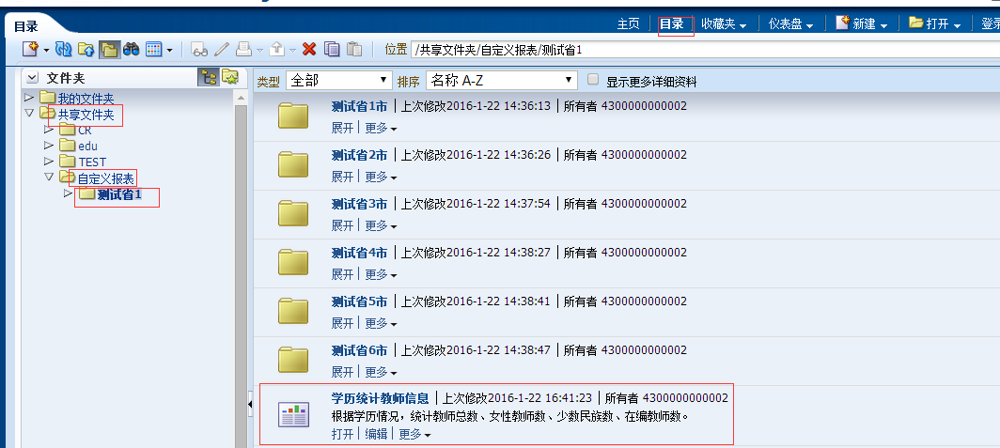 目录
主页 目录 收藏夹 仪表盘 新建 打开
位置 /共享文件夹/自定义报表/测试省1
文件夹
类型 全部 排序 名称 A-Z 显示更多详细资料
我的文件夹
共享文件夹
CR
edu
TEST
自定义报表
测试省1
测试省1市 上次修改2016-1-22 14:36:13 所有者 4300000000002
展开 更多
测试省2市 上次修改2016-1-22 14:36:26 所有者 4300000000002
展开 更多
测试省3市 上次修改2016-1-22 14:37:54 所有者 4300000000002
展开 更多
测试省4市 上次修改2016-1-22 14:38:27 所有者 4300000000002
展开 更多
测试省5市 上次修改2016-1-22 14:38:41 所有者 4300000000002
展开 更多
测试省6市 上次修改2016-1-22 14:38:47 所有者 4300000000002
展开 更多
学历统计教师信息 上次修改2016-1-22 16:41:23 所有者 4300000000002
根据学历情况，统计教师总数、女性教师数、少数民族数、在编教师数。
打开 编辑 更多